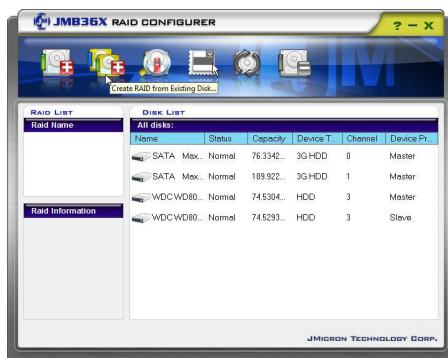 JMB36X RAID CONFIGURER
? – X
Create RAID from Existing Disk...
RAID LIST
Raid Name
Raid Information
DISK LIST
All disks:
Name Status Capacity Device T... Channel Device Pr...
SATA Max... Normal 76.3342... 3G HDD 0 Master
SATA Max... Normal 189.922... 3G HDD 1 Master
WDC WD80... Normal 74.5304... HDD 3 Master
WDC WD80... Normal 74.5293... HDD 3 Slave
JMICRON TECHNOLOGY CORP.